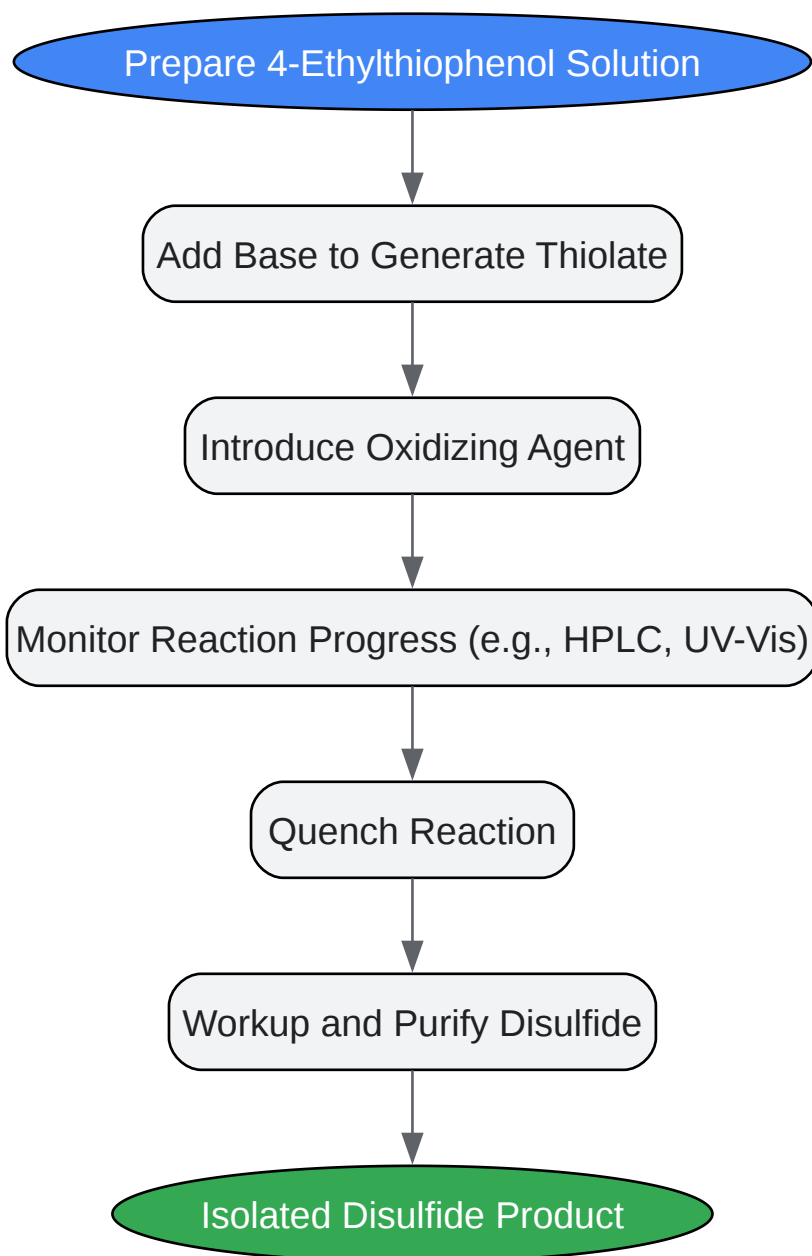 Prepare 4-Ethylthiophenol Solution
Add Base to Generate Thiolate
Introduce Oxidizing Agent
Monitor Reaction Progress (e.g., HPLC, UV-Vis)
Quench Reaction
Workup and Purify Disulfide
Isolated Disulfide Product